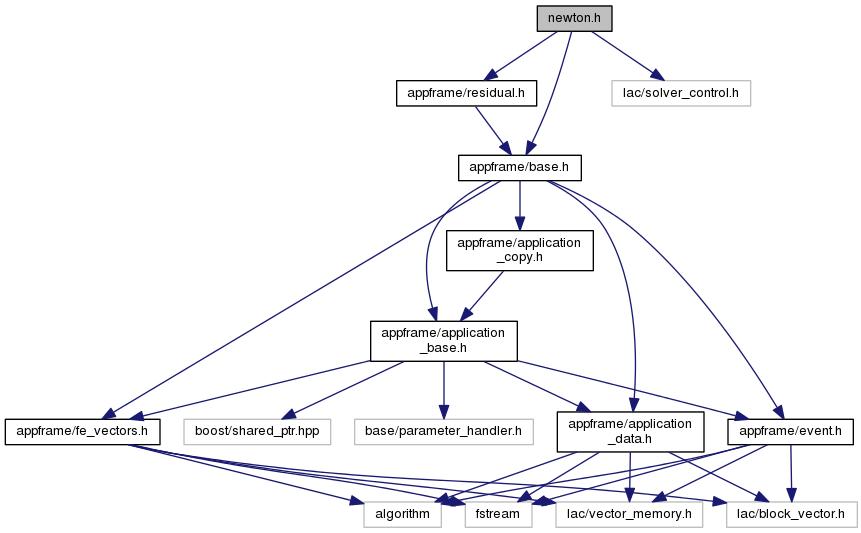 newton.h
appframe/residual.h
lac/solver_control.h
appframe/base.h
appframe/application
_copy.h
appframe/application
_base.h
appframe/fe_vectors.h
boost/shared_ptr.hpp
base/parameter_handler.h
appframe/application
_data.h
appframe/event.h
algorithm
fstream
lac/vector_memory.h
lac/block_vector.h